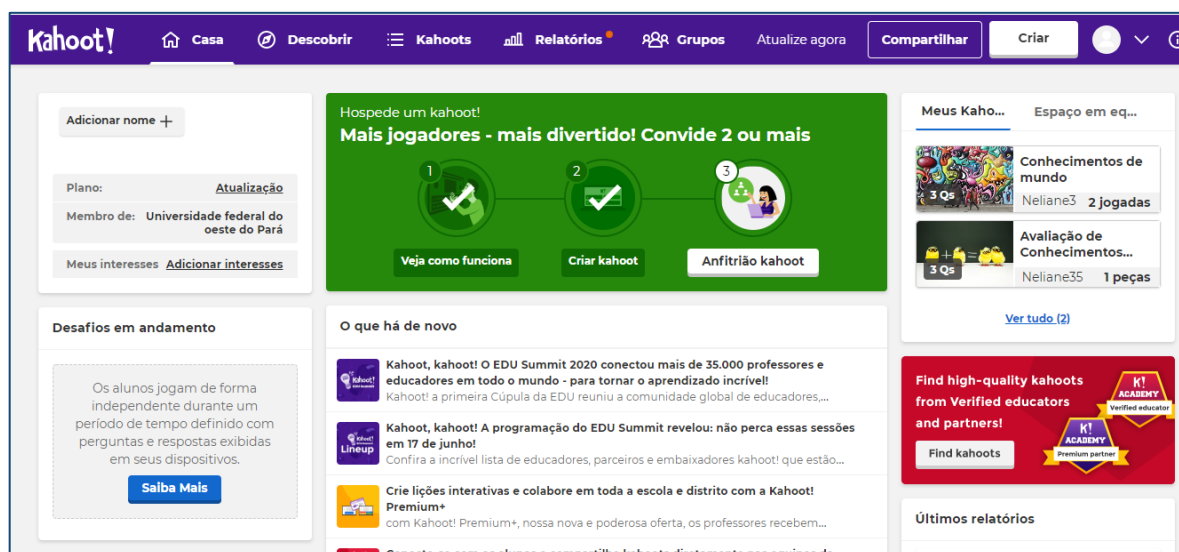 Kahoot!
Casa
Descobrir
Kahoots
Relatórios
Grupos
Atualize agora
Compartilhar
Criar
Adicionar nome +
Plano: Atualização
Membro de: Universidade federal do
oeste do Pará
Meus interesses Adicionar interesses
Desafios em andamento
Os alunos jogam de forma
independente durante um
período de tempo definido com
perguntas e respostas exibidas
em seus dispositivos.
Saiba Mais
Hospede um kahoot!
Mais jogadores - mais divertido! Convide 2 ou mais
1
2
3
Veja como funciona
Criar kahoot
Anfitrião kahoot
O que há de novo
Kahoot, kahoot! O EDU Summit 2020 conectou mais de 35.000 professores e
educadores em todo o mundo - para tornar o aprendizado incrível!
Kahoot! a primeira Cúpula da EDU reuniu a comunidade global de educadores,...
Kahoot!
Lineup
Kahoot, kahoot! A programação do EDU Summit revelou: não perca essas sessões
em 17 de junho!
Confira a incrível lista de educadores, parceiros e embaixadores kahoot! que estão...
Crie lições interativas e colabore em toda a escola e distrito com a Kahoot!
Premium+
com Kahoot! Premium+, nossa nova e poderosa oferta, os professores recebem...
Meus Kaho...
Espaço em eq...
3 Qs
Conhecimentos de
mundo
Neliane3 2 jogadas
3 Qs
Avaliação de
Conhecimentos...
Neliane35 1 peças
Ver tudo (2)
Find high-quality kahoots
from Verified educators
and partners!
Find kahoots
K!
ACADEMY
Verified educator
K!
ACADEMY
Premium partner
Últimos relatórios